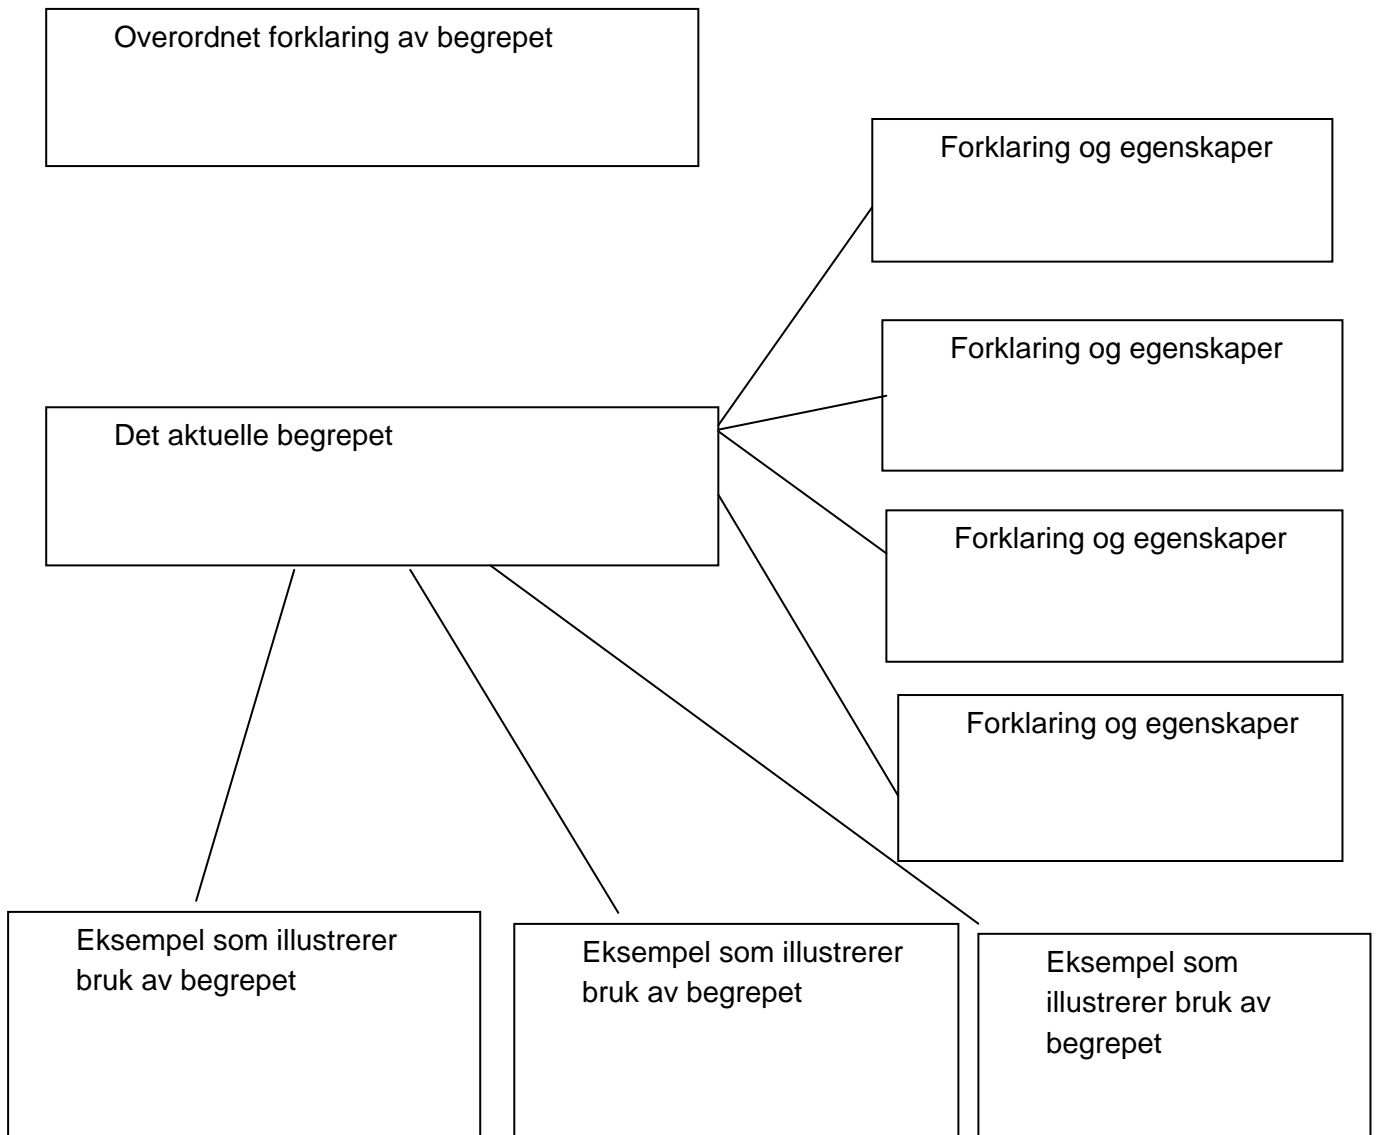 Overordnet forklaring av begrepet
Forklaring og egenskaper
Forklaring og egenskaper
Det aktuelle begrepet
Forklaring og egenskaper
Forklaring og egenskaper
Eksempel som illustrerer
bruk av begrepet
Eksempel som illustrerer
bruk av begrepet
Eksempel som
illustrerer bruk av
begrepet